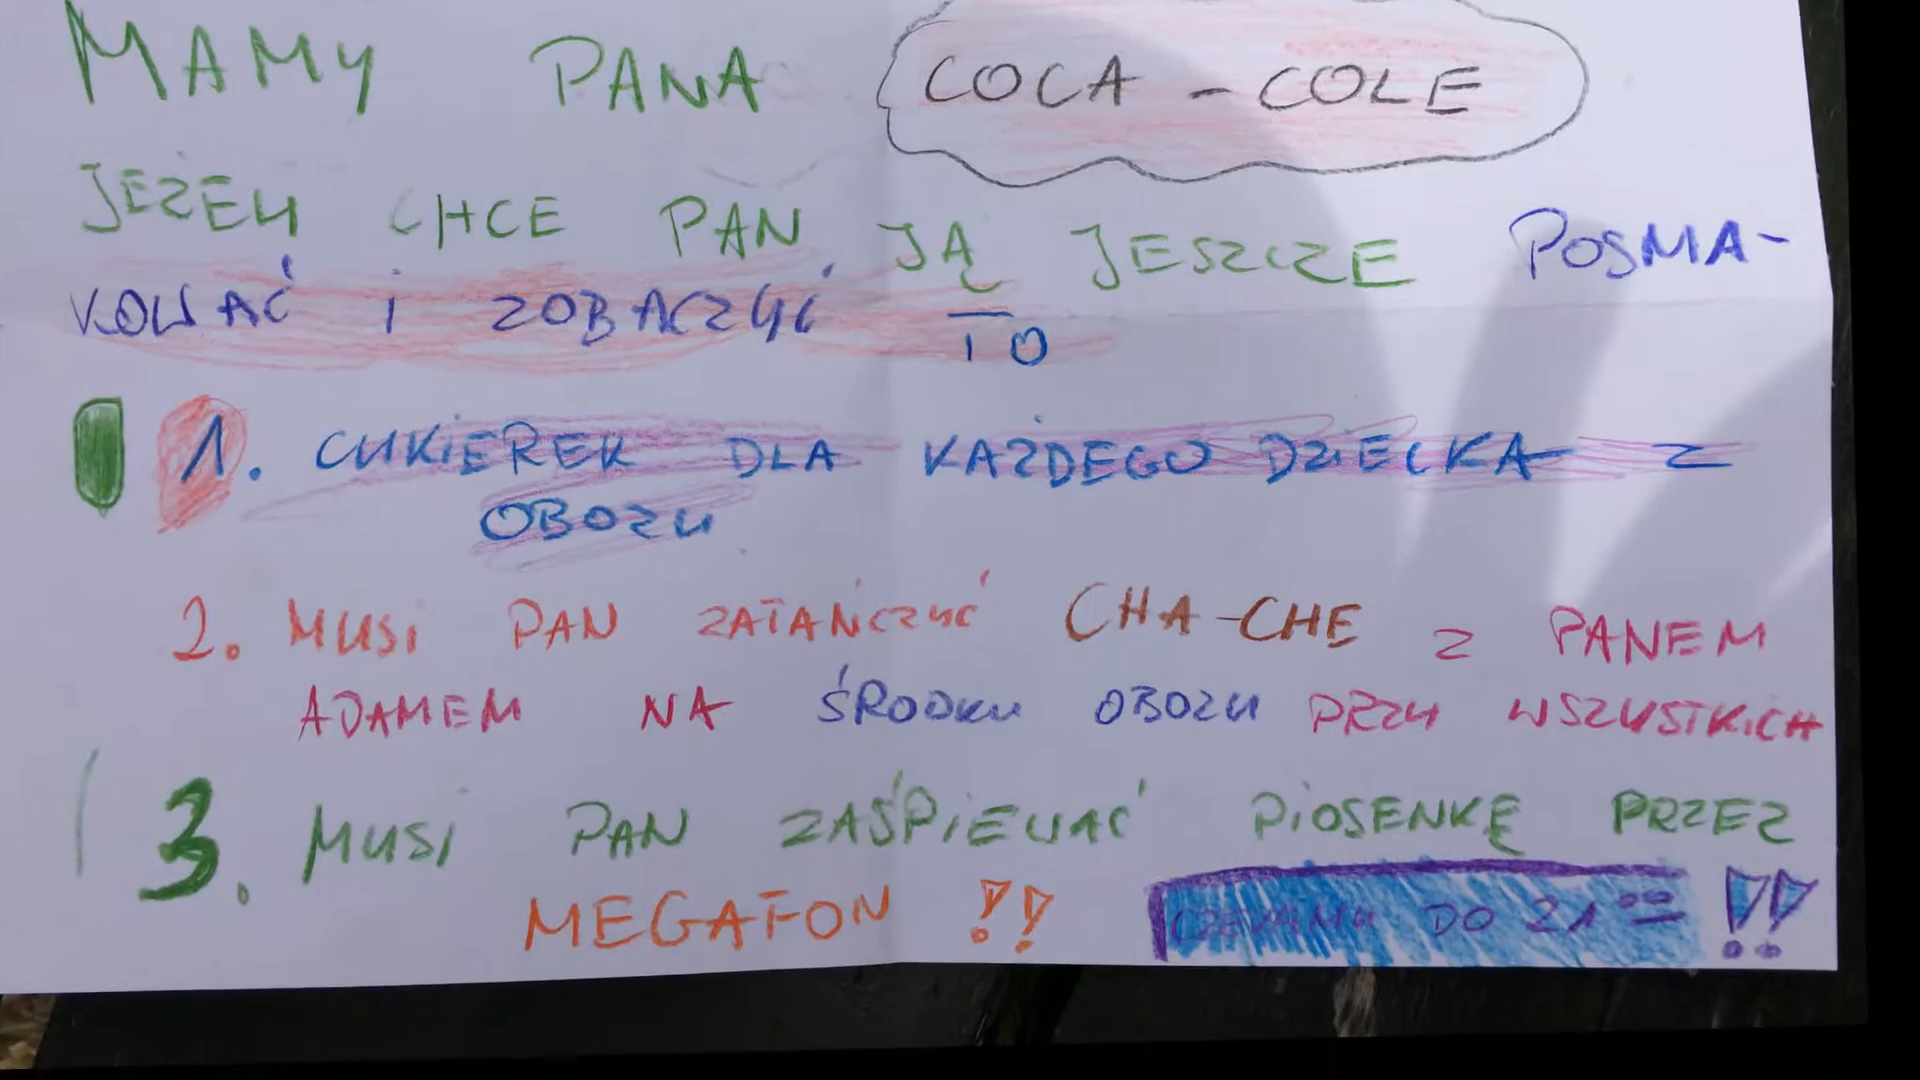 MAMY PANA COCA-COLE
JEŻELI CHCE PAN JĄ JESZCZE POSMA-
KOWAĆ i ZOBACZYĆ TO
1. CUKiEREK DLA KAŻDEGO DZiECKA Z
OBOZU
2. MUSi PAN ZATAŃCZYĆ CHA-CHE Z PANEM
ADAMEM NA ŚRODKU OBOZU PRZY WSZYSTKiCH
3. MUSi PAN ZAŚPiEWAĆ PiOSENKĘ PRZEZ
MEGAFON !!
CZEKAMY DO 21⁰⁰ !!